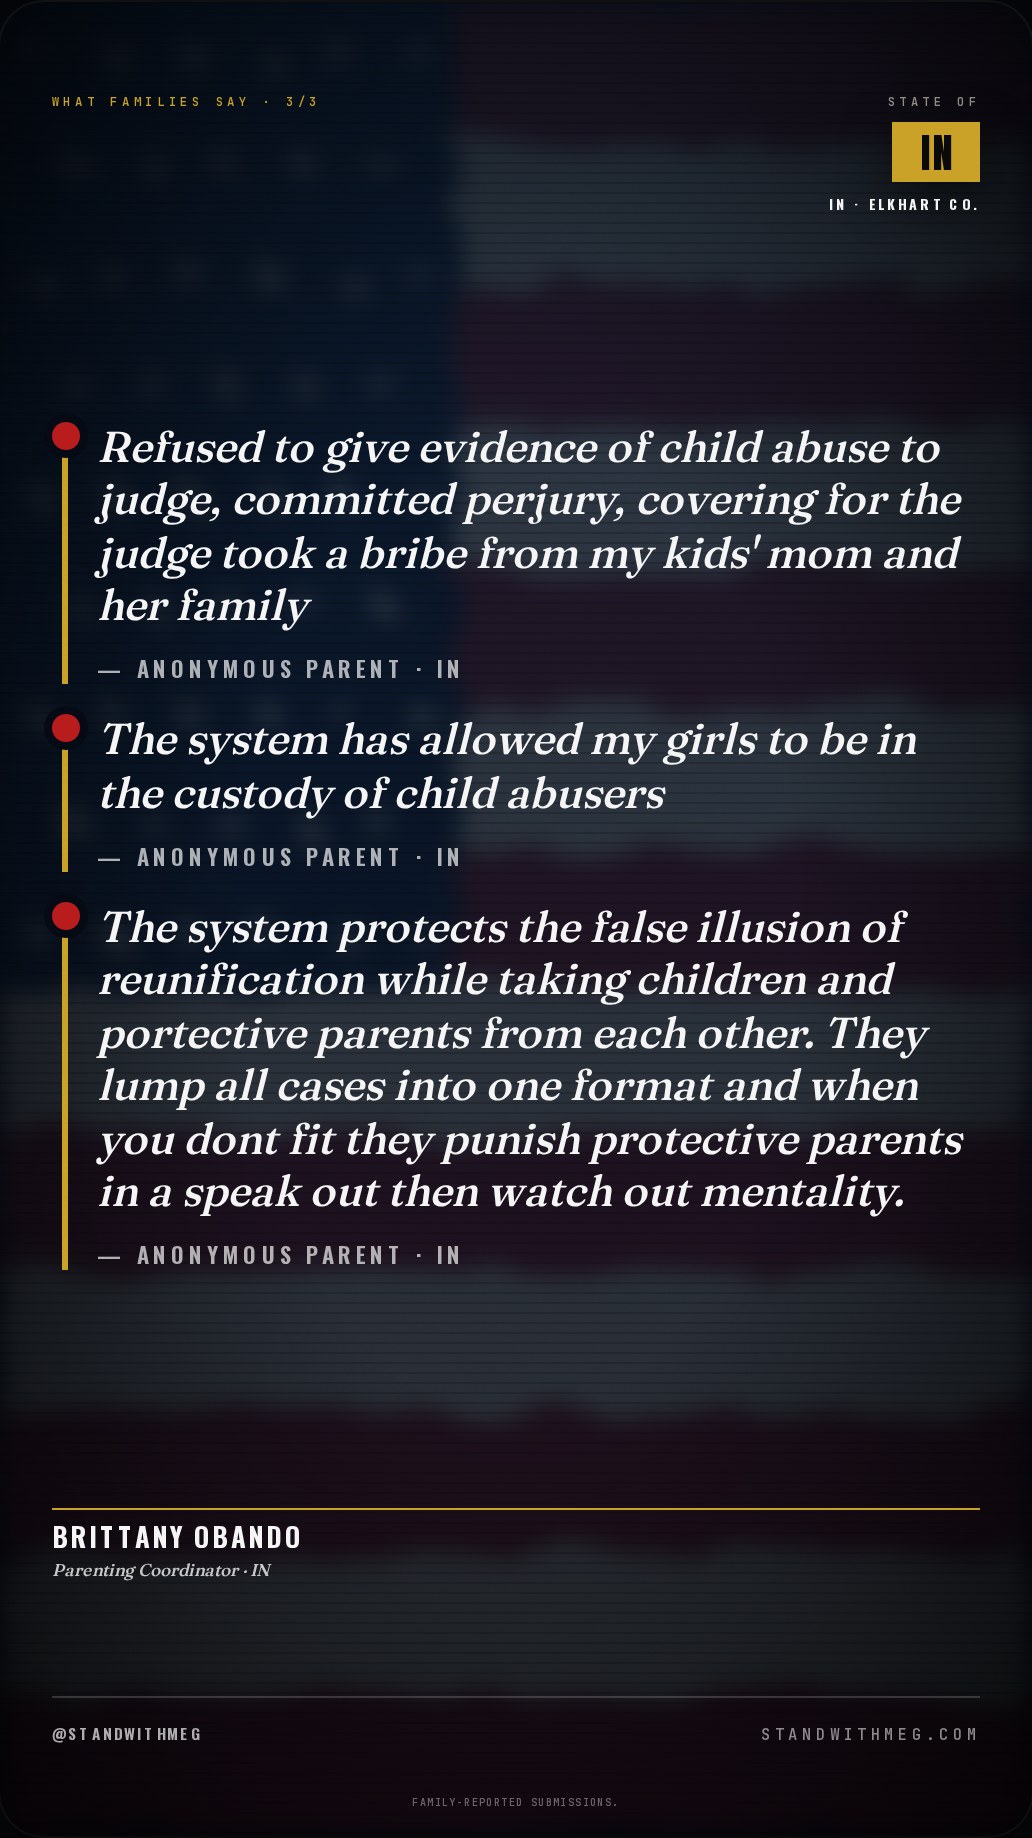 WHAT FAMILIES SAY · 3/3
STATE OF
IN
IN · ELKHART CO.
Refused to give evidence of child abuse to
judge, committed perjury, covering for the
judge took a bribe from my kids' mom and
her family
— ANONYMOUS PARENT · IN
The system has allowed my girls to be in
the custody of child abusers
— ANONYMOUS PARENT · IN
The system protects the false illusion of
reunification while taking children and
portective parents from each other. They
lump all cases into one format and when
you dont fit they punish protective parents
in a speak out then watch out mentality.
— ANONYMOUS PARENT · IN
BRITTANY OBANDO
Parenting Coordinator · IN
@STANDWITHMEG
STANDWITHMEG.COM
FAMILY-REPORTED SUBMISSIONS.